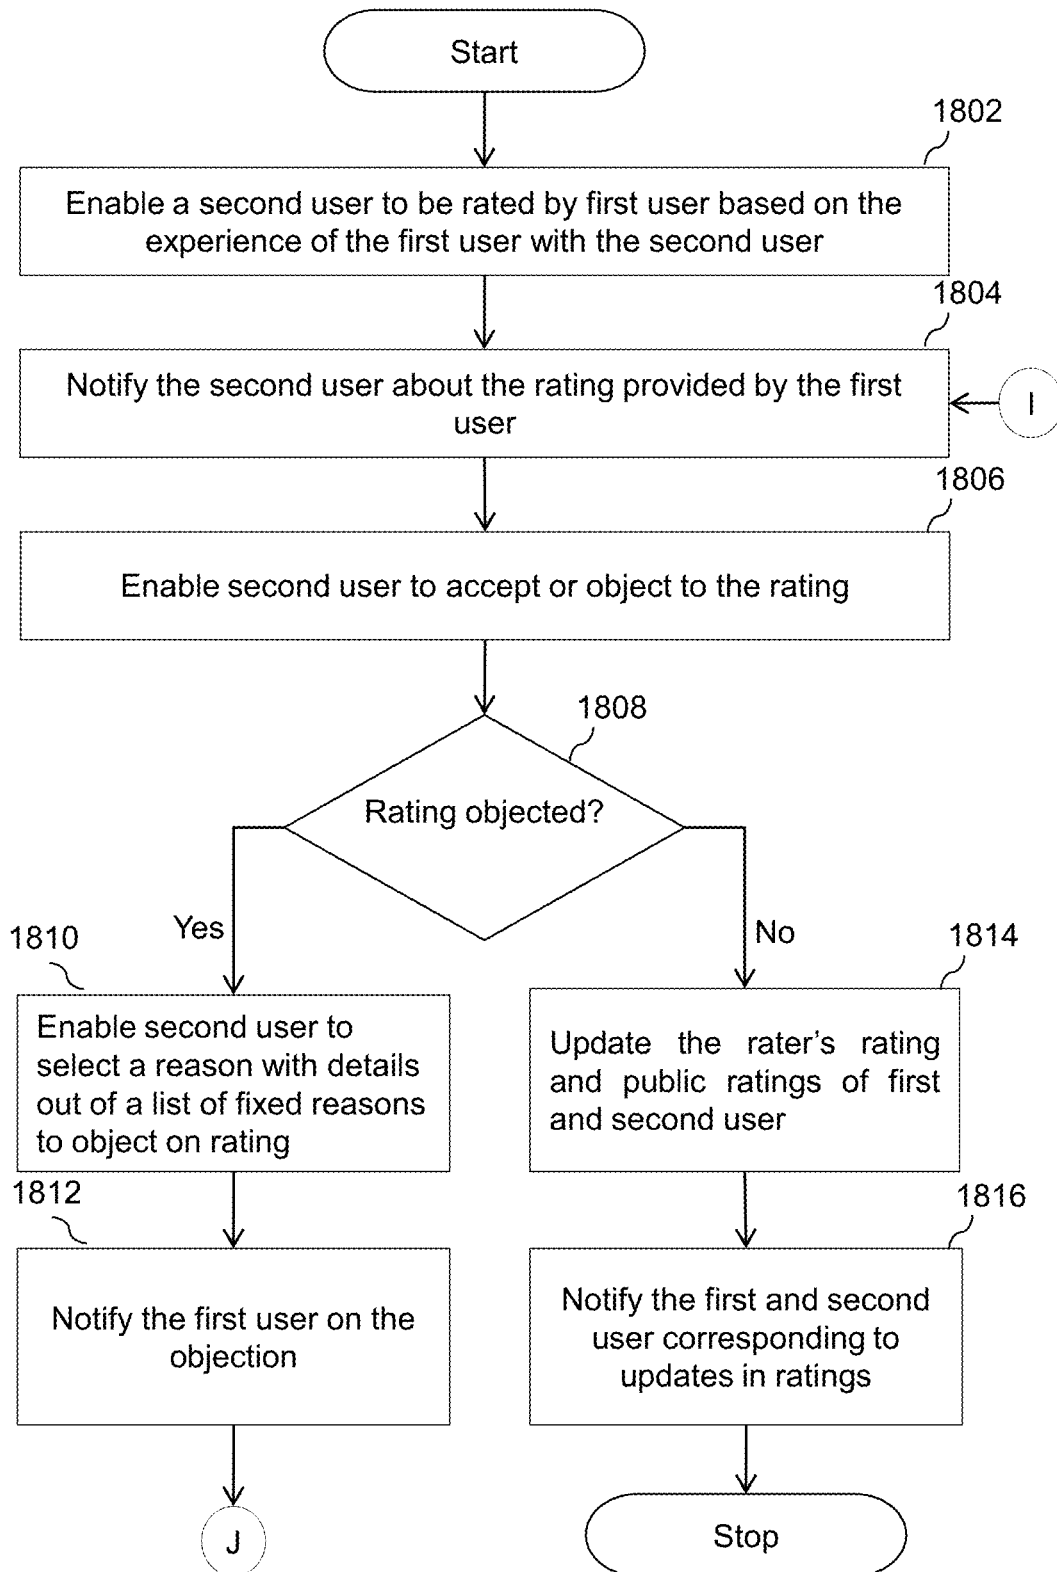 Start
1802
Enable a second user to be rated by first user based on the
experience of the first user with the second user
1804
Notify the second user about the rating provided by the first
user
I
1806
Enable second user to accept or object to the rating
1808
Rating objected?
Yes
No
1810
Enable second user to
select a reason with details
out of a list of fixed reasons
to object on rating
1814
Update the rater's rating
and public ratings of first
and second user
1812
Notify the first user on the
objection
1816
Notify the first and second
user corresponding to
updates in ratings
J
Stop